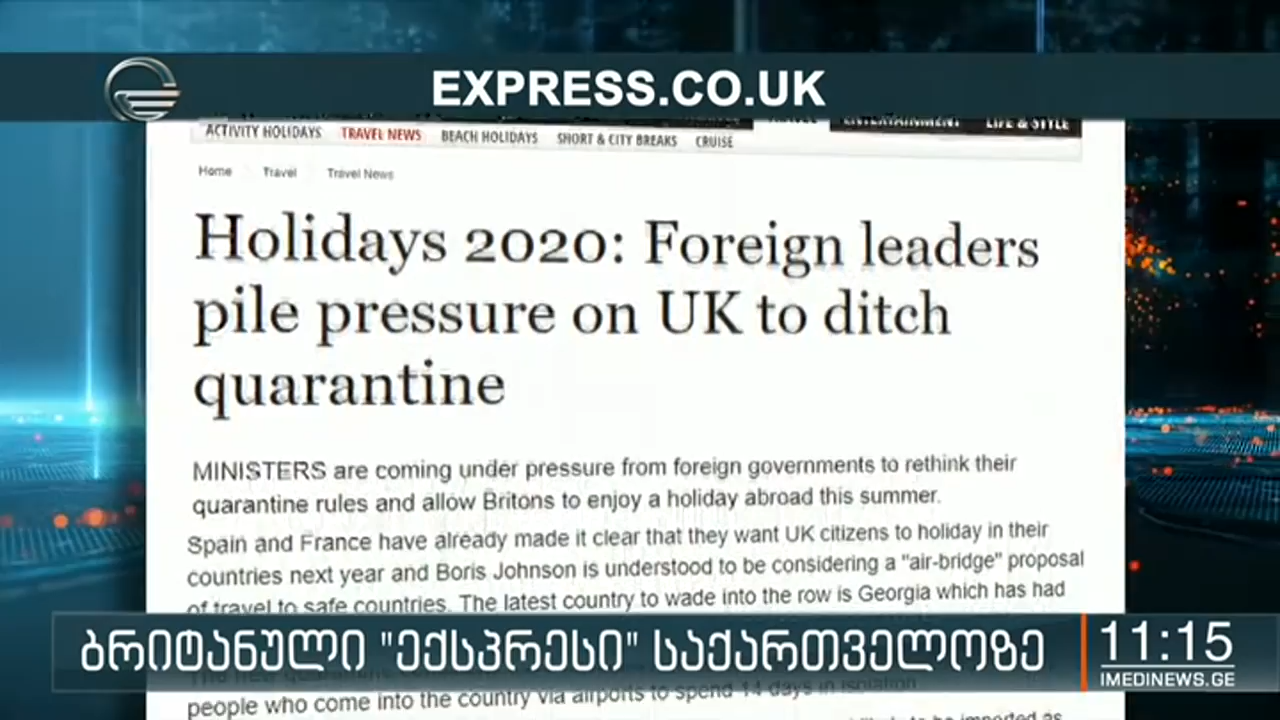 EXPRESS.CO.UK
ENTERTAINMENT LIFE & STYLE
ACTIVITY HOLIDAYS TRAVEL NEWS BEACH HOLIDAYS SHORT & CITY BREAKS CRUISE
Home Travel Travel News
Holidays 2020: Foreign leaders
pile pressure on UK to ditch
quarantine
MINISTERS are coming under pressure from foreign governments to rethink their
quarantine rules and allow Britons to enjoy a holiday abroad this summer.
Spain and France have already made it clear that they want UK citizens to holiday in their
countries next year and Boris Johnson is understood to be considering a "air-bridge" proposal
of travel to safe countries. The latest country to wade into the row is Georgia which has had
ბრიტანული "ექსპრესი" საქართველოზე
11:15
IMEDINEWS.GE
people who come into the country via airports to spend 14 days in isolation